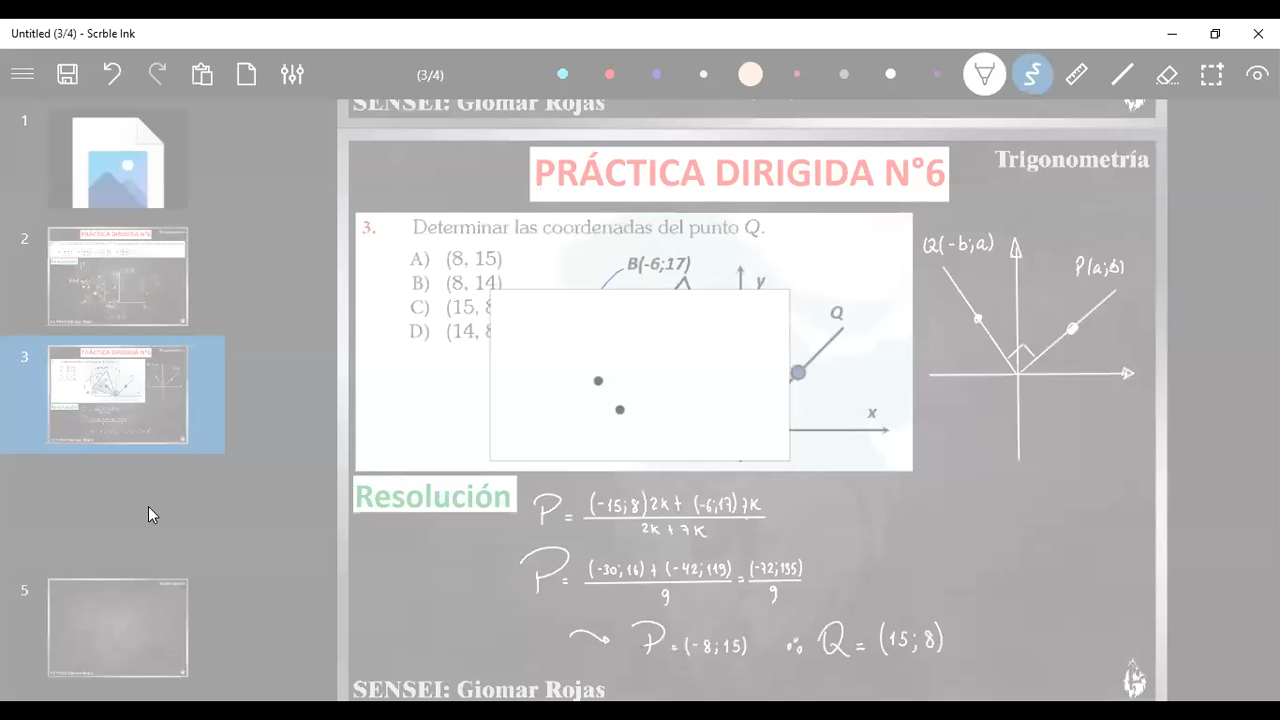 Untitled (3/4) - Scrble Ink
(3/4)
1
2
3
5
SENSEI: Giomar Rojas
PRÁCTICA DIRIGIDA N°6
Trigonometría
3. Determinar las coordenadas del punto Q.
A) (8, 15)
B) (8, 14)
C) (15, 8
D) (14, 8
B(-6;17)
y
Q
x
Q(-b;a)
P(a;b)
Resolución
P = (-15;8)2K + (-6;17)7K
2K + 7K
P = (-30;16) + (-42;119) = (-72;135)
9 9
P = (-8;15) ∴ Q = (15;8)
SENSEI: Giomar Rojas